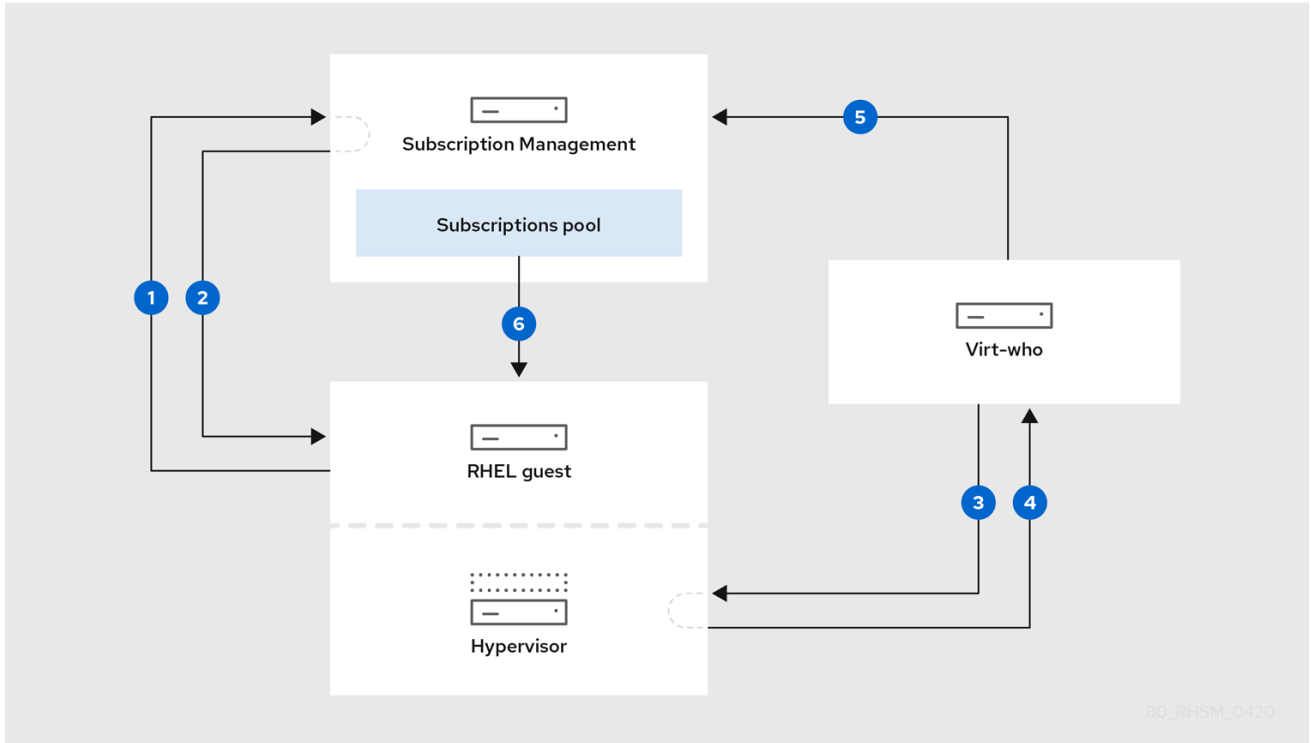 Subscription Management
5
Subscriptions pool
1
2
6
Virt-who
RHEL guest
3
4
Hypervisor
80_RHSM_0420